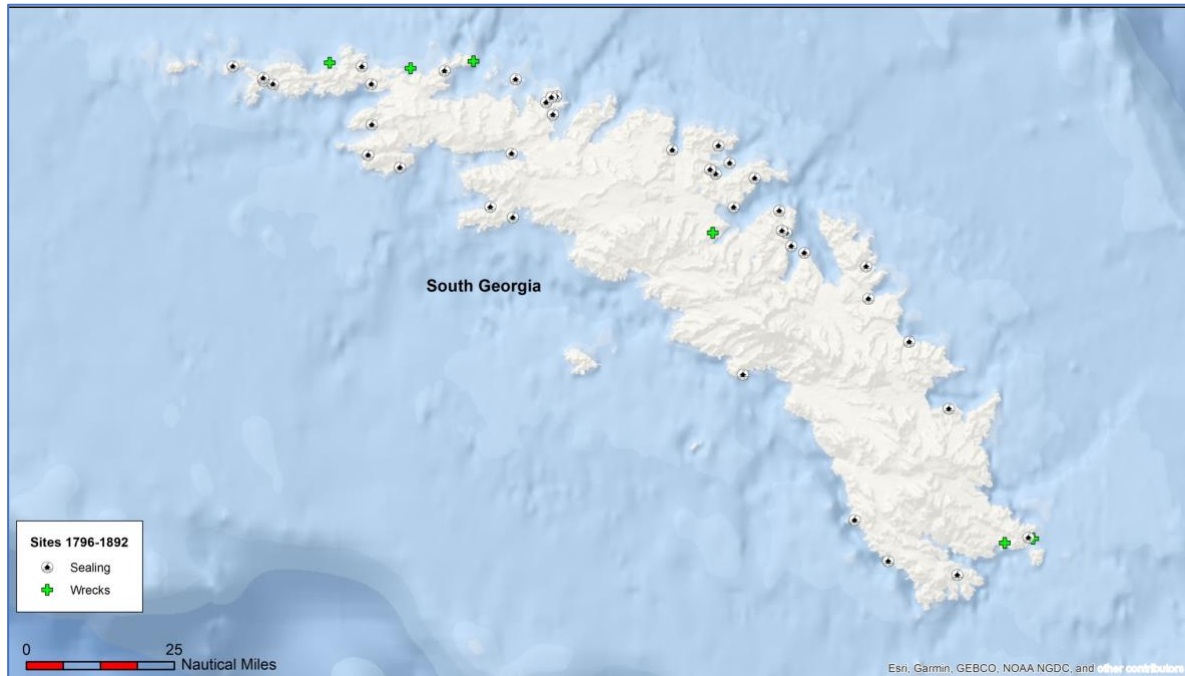 South Georgia
Sites 1796-1892
Sealing
Wrecks
0 25
Nautical Miles
Esri, Garmin, GEBCO, NOAA NGDC, and other contributors